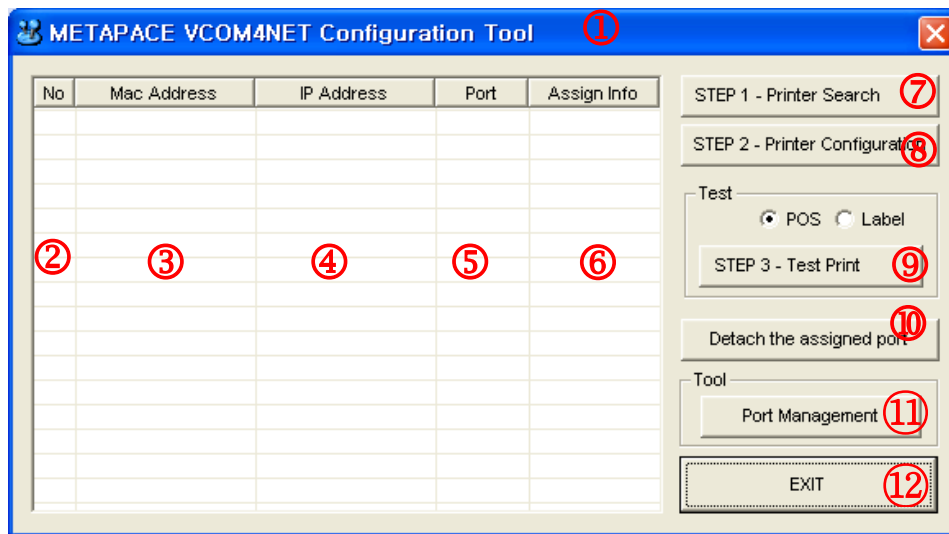 METAPACE VCOM4NET Configuration Tool ①
No Mac Address IP Address Port Assign Info
② ③ ④ ⑤ ⑥
STEP 1 - Printer Search ⑦
STEP 2 - Printer Configuration ⑧
Test
POS Label
STEP 3 - Test Print ⑨
Detach the assigned port ⑩
Tool
Port Management ⑪
EXIT ⑫